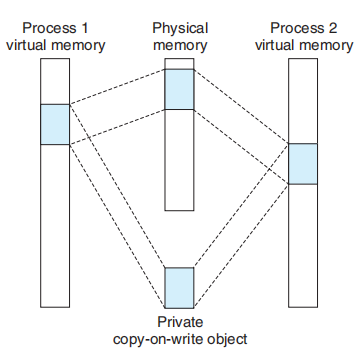 Process 1
virtual memory
Physical
memory
Process 2
virtual memory
Private
copy-on-write object